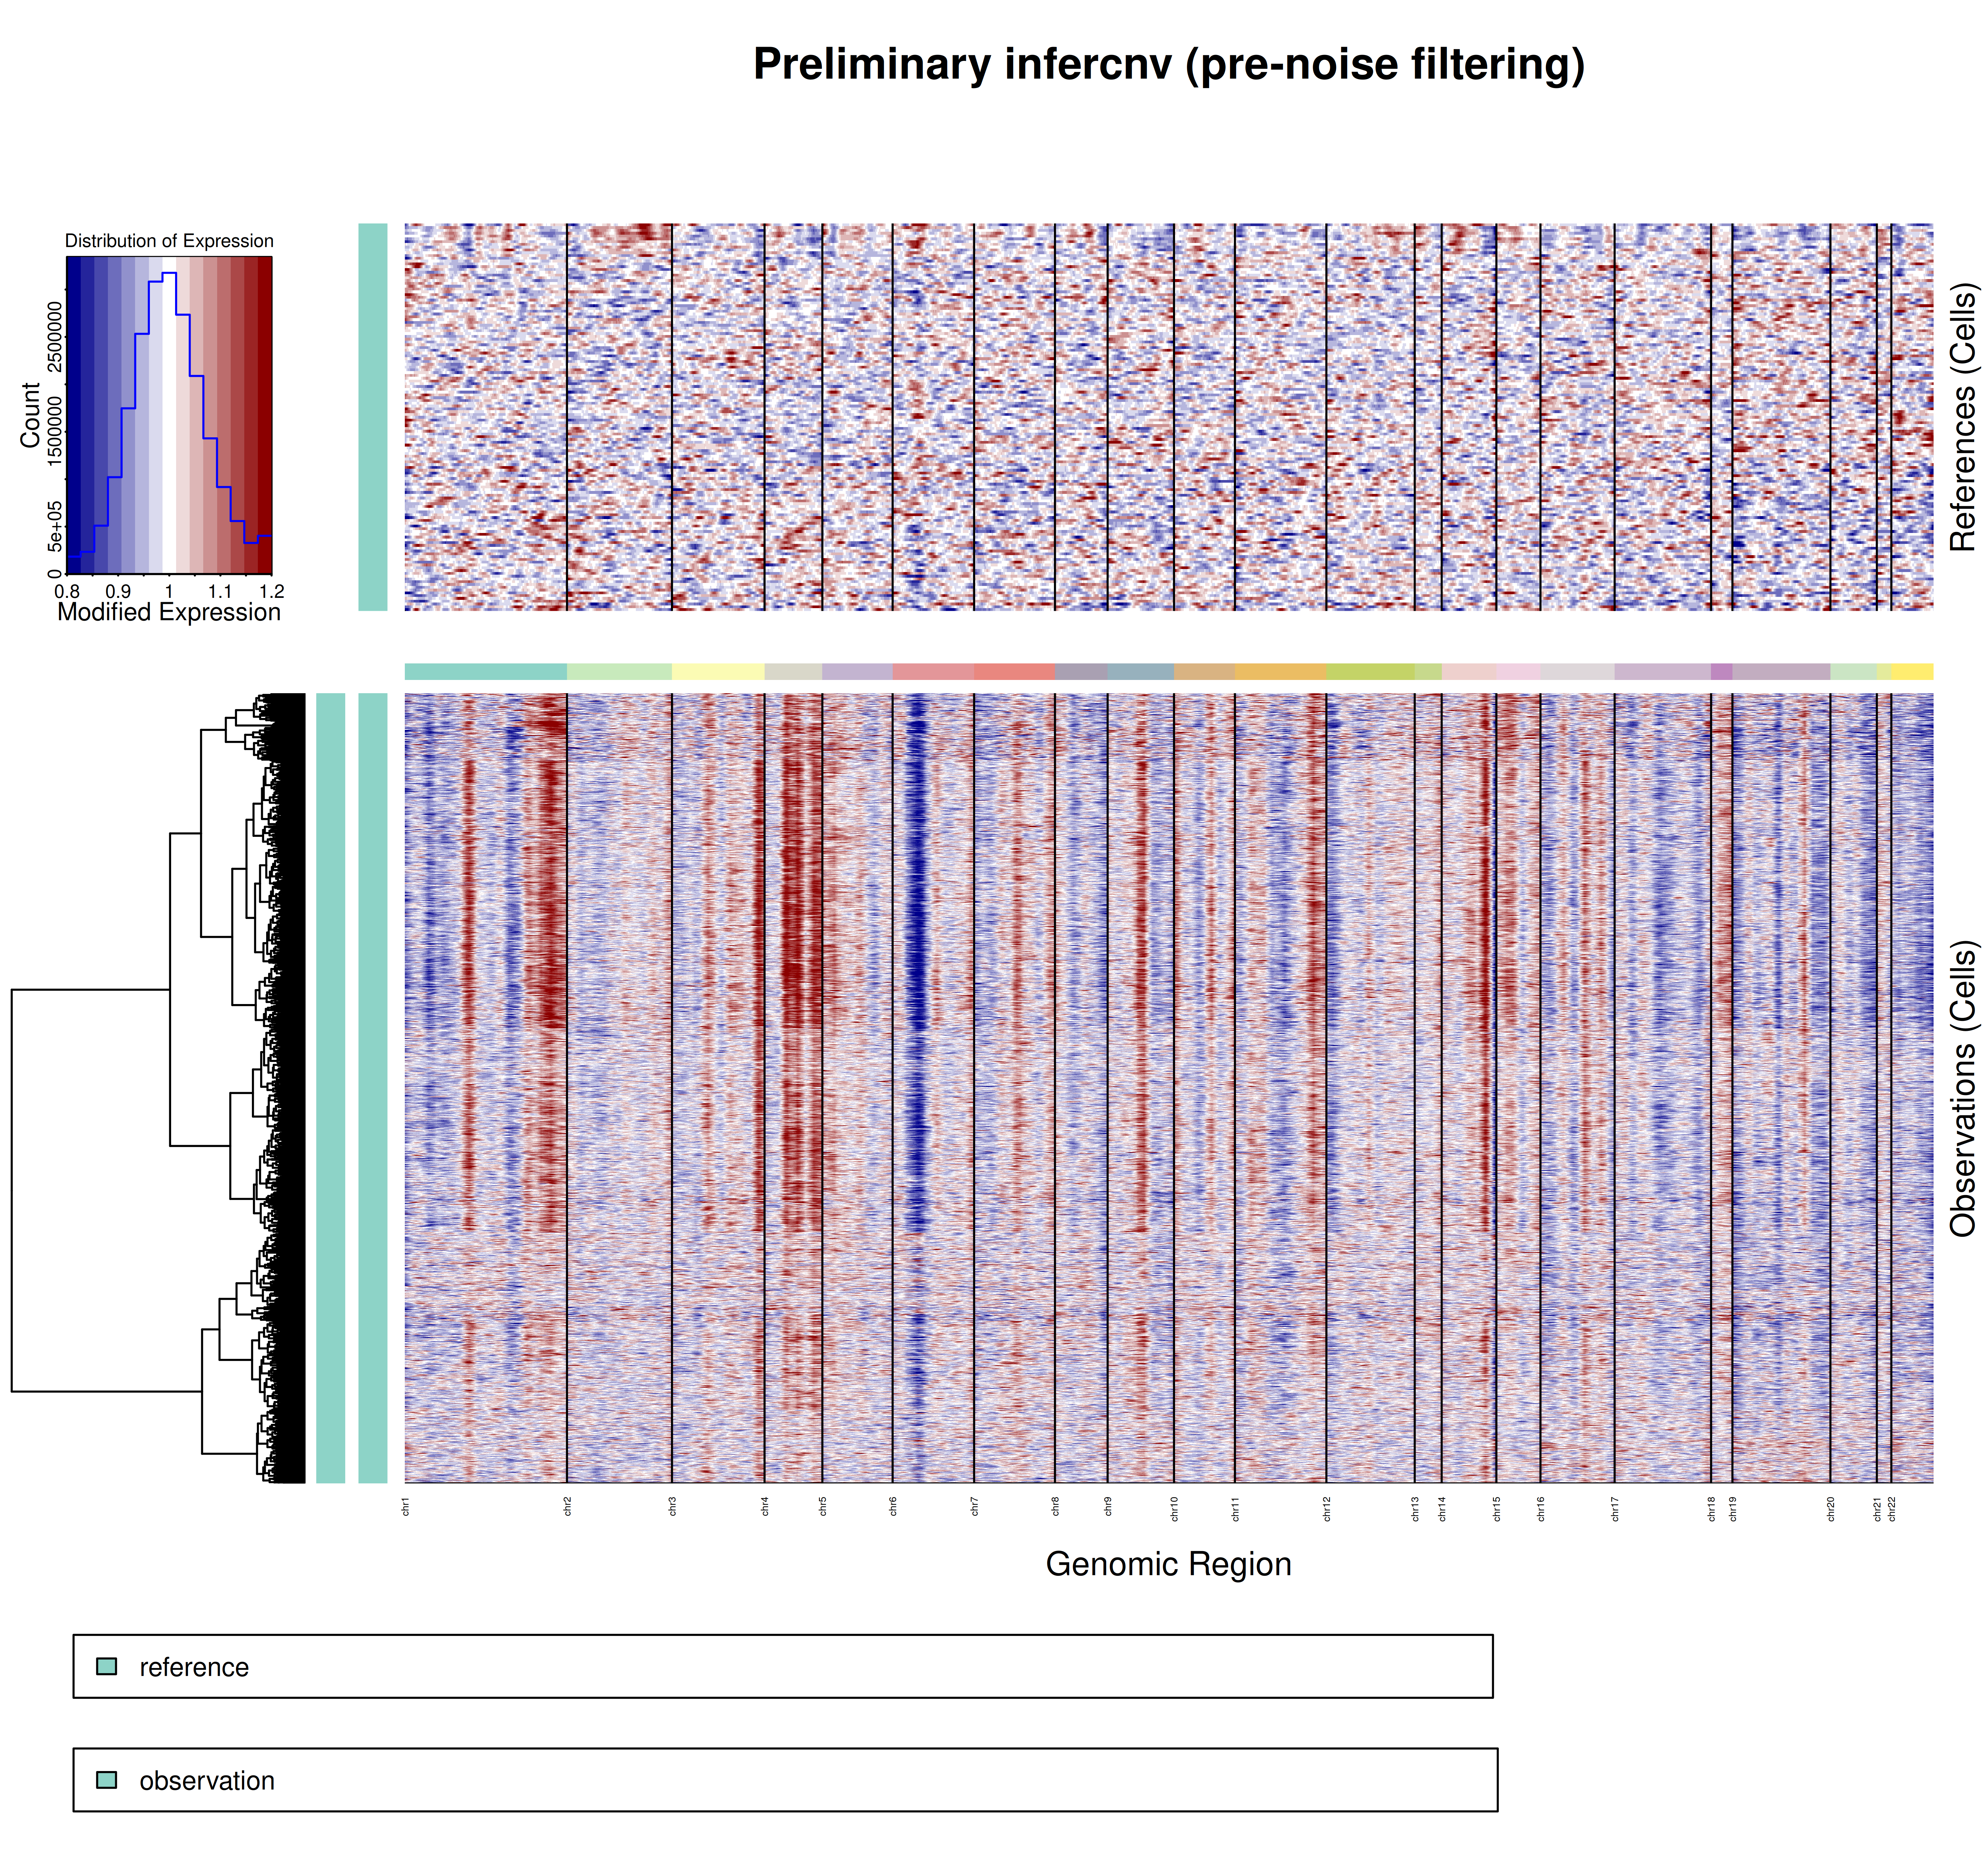 Preliminary infercnv (pre-noise filtering)
Distribution of Expression
Count
0 5e+05 1500000 2500000
0.8 0.9 1 1.1 1.2
Modified Expression
References (Cells)
Observations (Cells)
chr1 chr2 chr3 chr4 chr5 chr6 chr7 chr8 chr9 chr10 chr11 chr12 chr13 chr14 chr15 chr16 chr17 chr18 chr19 chr20 chr21 chr22
Genomic Region
reference
observation